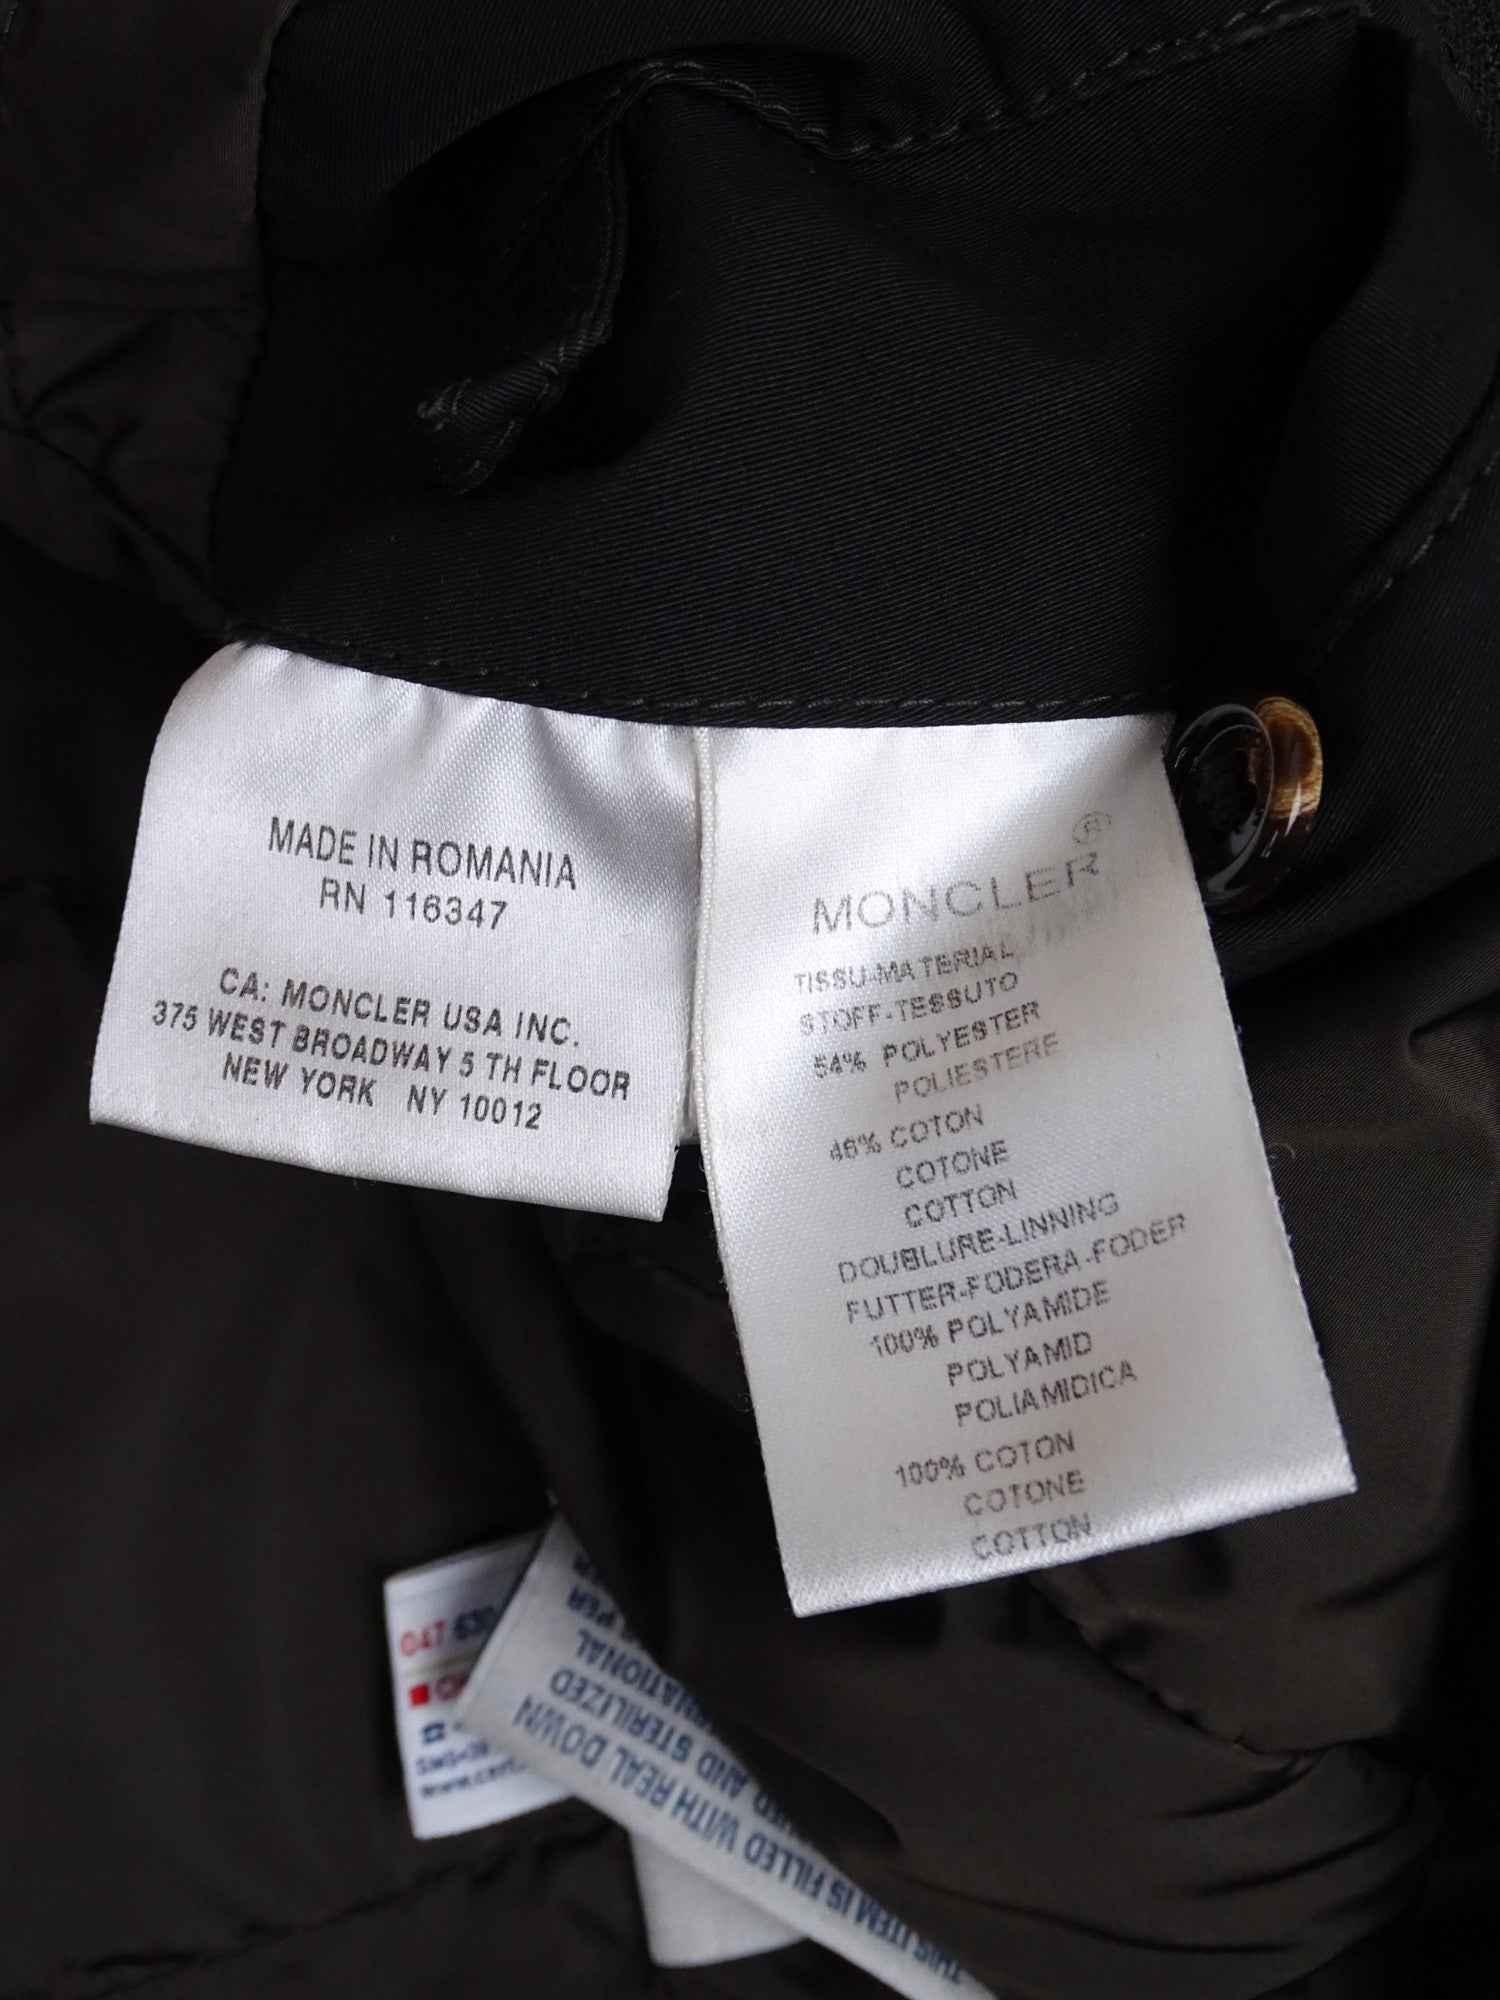 MADE IN ROMANIA
RN 116347
CA: MONCLER USA INC.
375 WEST BROADWAY 5 TH FLOOR
NEW YORK NY 10012
MONCLER®
TISSU-MATERIAL
STOFF-TESSUTO
54% POLYESTER
POLIESTERE
46% COTON
COTONE
COTTON
DOUBLURE-LINNING
FUTTER-FODERA-FODER
100% POLYAMIDE
POLYAMID
POLIAMIDICA
100% COTON
COTONE
COTTON
047
THIS ITEM IS FILLED WITH REAL DOWN
AND STERILIZED
PER